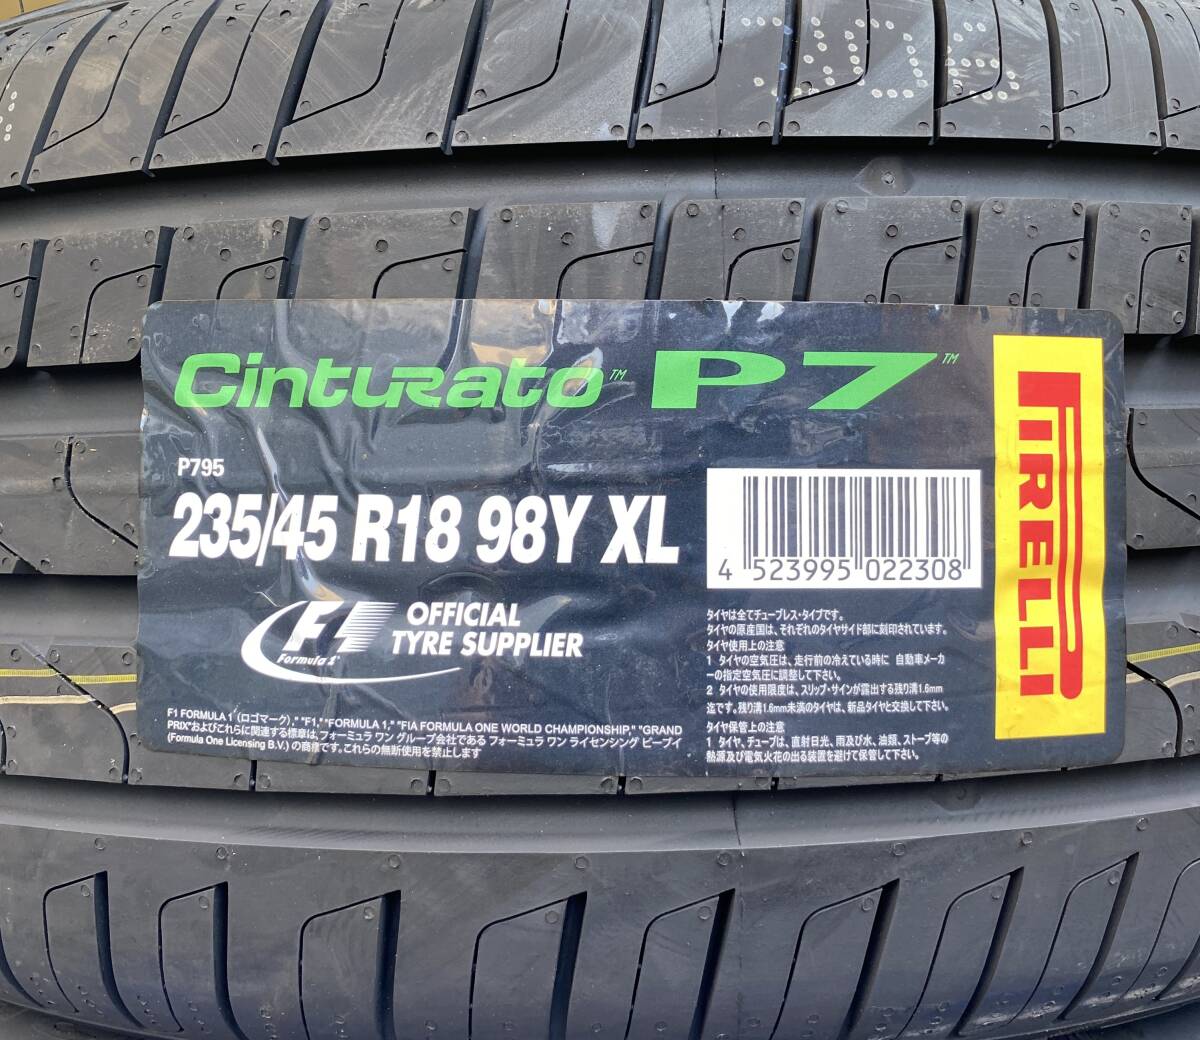 Cinturato™ P7™
P795
235/45 R18 98Y XL
F1
Formula 1®
OFFICIAL
TYRE SUPPLIER
F1 FORMULA 1 (ロゴマーク)," "F1," "FORMULA 1," "FIA FORMULA ONE WORLD CHAMPIONSHIP," "GRAND
PRIX"およびこれらに関連する標章は、フォーミュラ ワン グループ会社である フォーミュラ ワン ライセンシング ビーブイ
(Formula One Licensing B.V.) の商標です。これらの無断使用を禁止します
4 523995 022308
タイヤは全てチューブレス・タイプです。
タイヤの原産国は、それぞれのタイヤサイド部に刻印されています。
タイヤ使用上の注意
1 タイヤの空気圧は、走行前の冷えている時に 自動車メーカ
ーの指定空気圧に調整して下さい。
2 タイヤの使用限度は、スリップ・サインが露出する残り溝1.6mm
迄です。残り溝1.6mm未満のタイヤは、新品タイヤと交換して下さい。
タイヤ保管上の注意
1 タイヤ、チューブは、直射日光、雨及び水、油類、ストーブ等の
熱源及び電気火花の出る装置を避けて保管して下さい。
PIRELLI